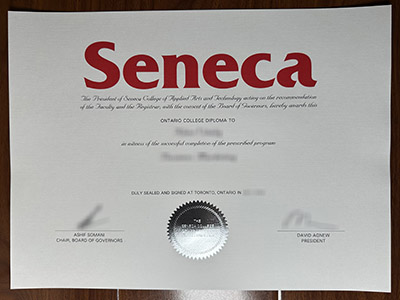 Seneca
The President of Seneca College of Applied Arts and Technology acting on the recommendation
of the Faculty and the Registrar, with the consent of the Board of Governors, hereby awards this
ONTARIO COLLEGE DIPLOMA TO
as witness of the successful completion of the prescribed program
DULY SEALED AND SIGNED AT TORONTO, ONTARIO IN
THE
ASHIF SOMANI
CHAIR, BOARD OF GOVERNORS
DAVID AGNEW
PRESIDENT